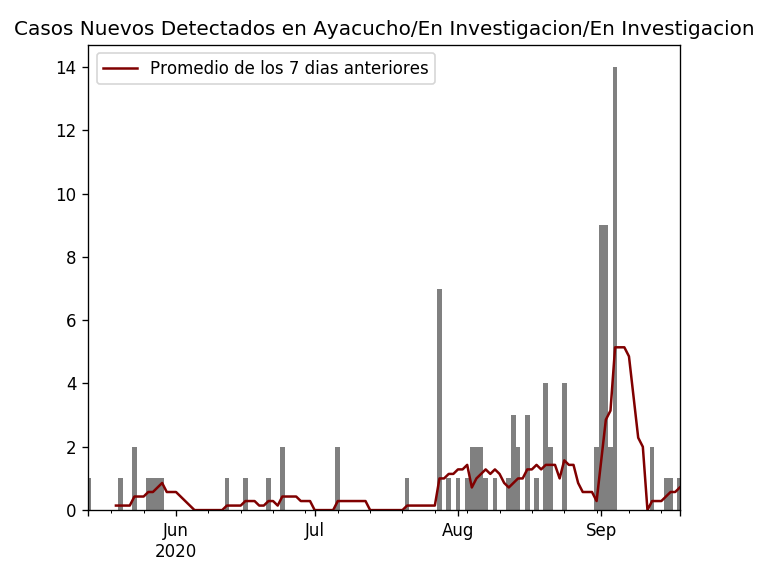 Casos Nuevos Detectados en Ayacucho/En Investigacion/En Investigacion
Promedio de los 7 dias anteriores
14
12
10
8
6
4
2
0
Jun
2020
Jul
Aug
Sep